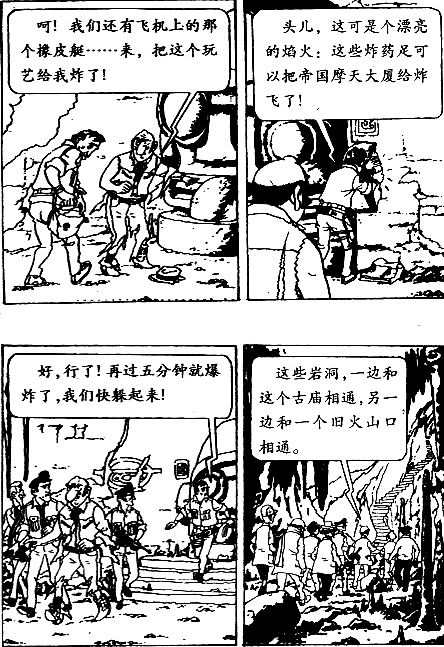 呵！我们还有飞机上的那
个橡皮艇……来，把这个玩
艺给我炸了！
头儿，这可是个漂亮
的焰火：这些炸药足可
以把帝国摩天大厦给炸
飞了！
好，行了！再过五分钟就爆
炸了，我们快躲起来！
这些岩洞，一边和
这个古庙相通，另一
边和一个旧火山口
相通。